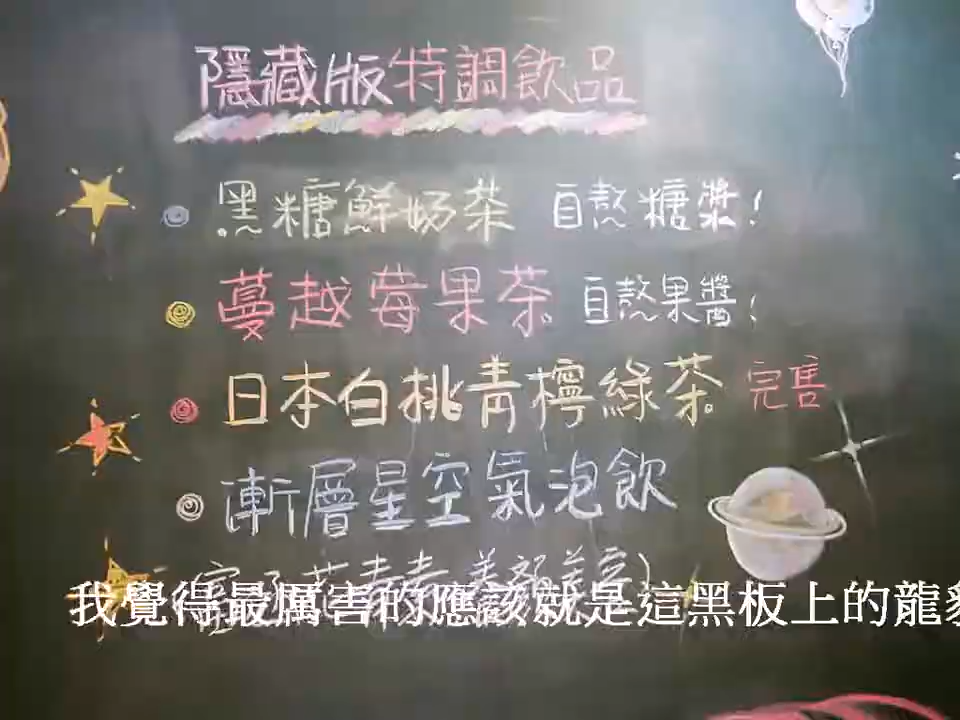 隱藏版特調飲品
黑糖鮮奶茶 自熬糖漿!
蔓越莓果茶 自熬果醬!
日本白桃青檸綠茶 完售
漸層星空氣泡飲
我覺得最厲害的應該就是這黑板上的龍